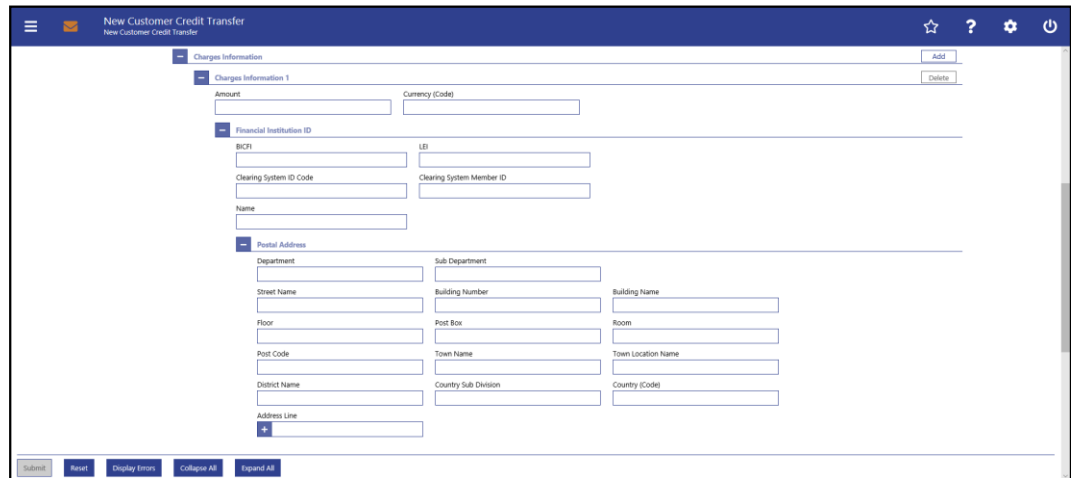 New Customer Credit Transfer
New Customer Credit Transfer
Charges Information Add
Charges Information 1 Delete
Amount Currency (Code)
Financial Institution ID
BICFI LEI
Clearing System ID Code Clearing System Member ID
Name
Postal Address
Department Sub Department
Street Name Building Number Building Name
Floor Post Box Room
Post Code Town Name Town Location Name
District Name Country Sub Division Country (Code)
Address Line
Submit Reset Display Errors Collapse All Expand All